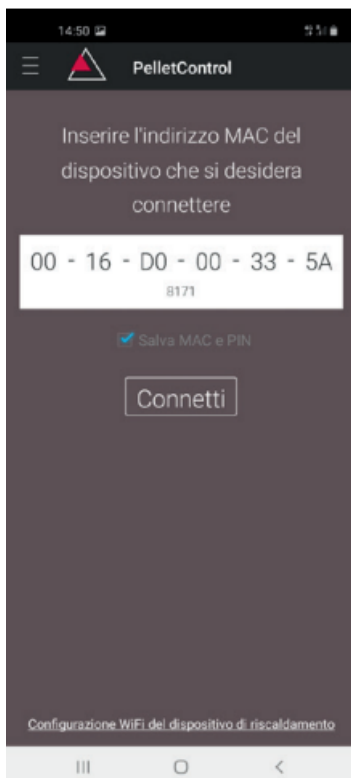 14:50
PelletControl
Inserire l'indirizzo MAC del
dispositivo che si desidera
connettere
00 - 16 - D0 - 00 - 33 - 5A
8171
Salva MAC e PIN
Connetti
Configurazione WiFi del dispositivo di riscaldamento